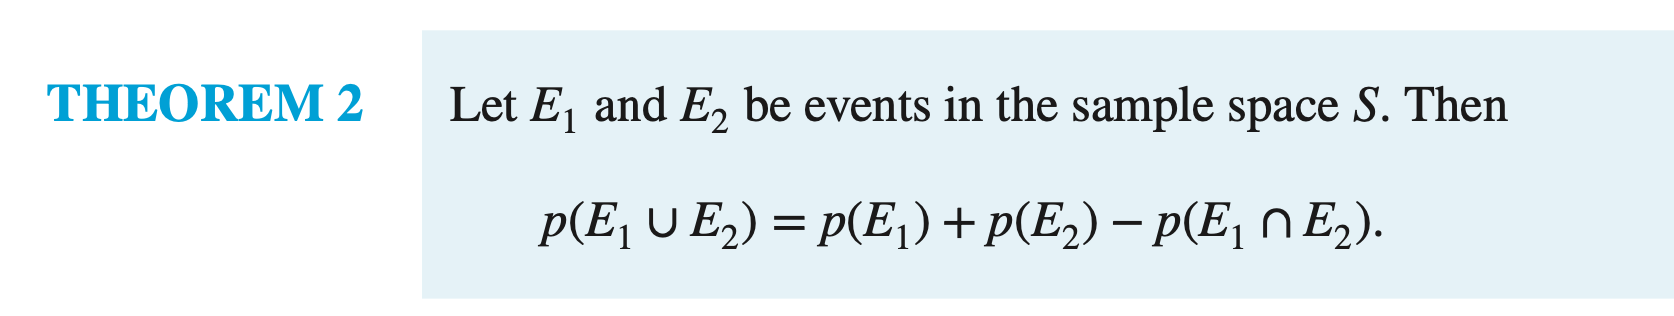 THEOREM 2 Let E₁ and E₂ be events in the sample space S. Then
p(E₁ ∪ E₂) = p(E₁) + p(E₂) − p(E₁ ∩ E₂).